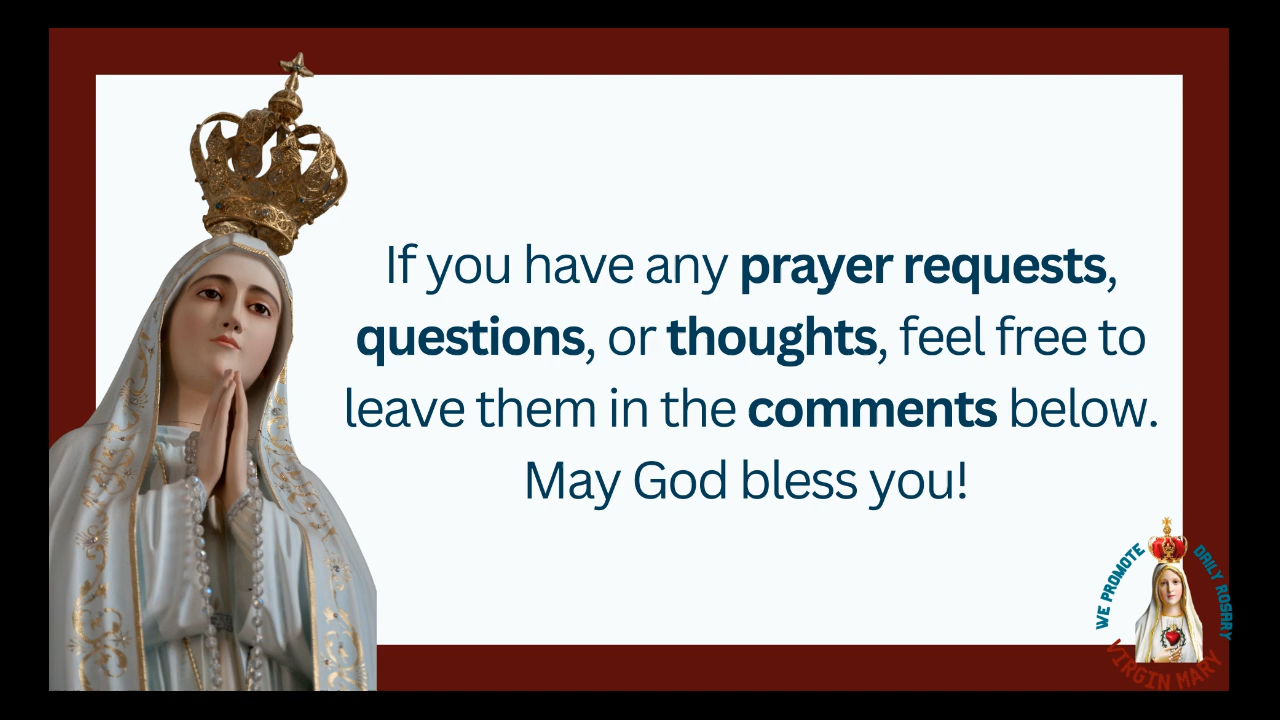 If you have any prayer requests,
questions, or thoughts, feel free to
leave them in the comments below.
May God bless you!
WE PROMOTE
DAILY ROSARY
VIRGIN MARY